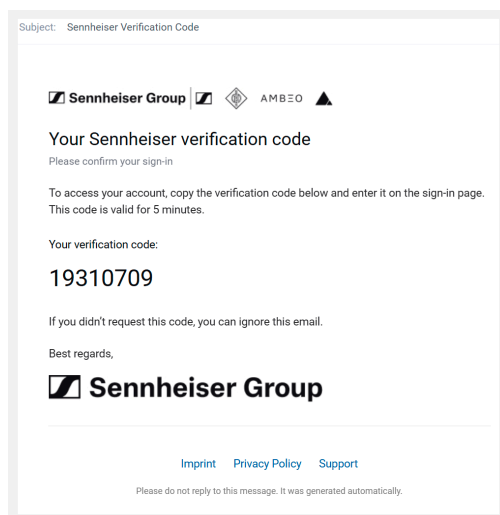 Subject: Sennheiser Verification Code
Sennheiser Group AMBEO
Your Sennheiser verification code
Please confirm your sign-in
To access your account, copy the verification code below and enter it on the sign-in page.
This code is valid for 5 minutes.
Your verification code:
19310709
If you didn't request this code, you can ignore this email.
Best regards,
Sennheiser Group
Imprint Privacy Policy Support
Please do not reply to this message. It was generated automatically.